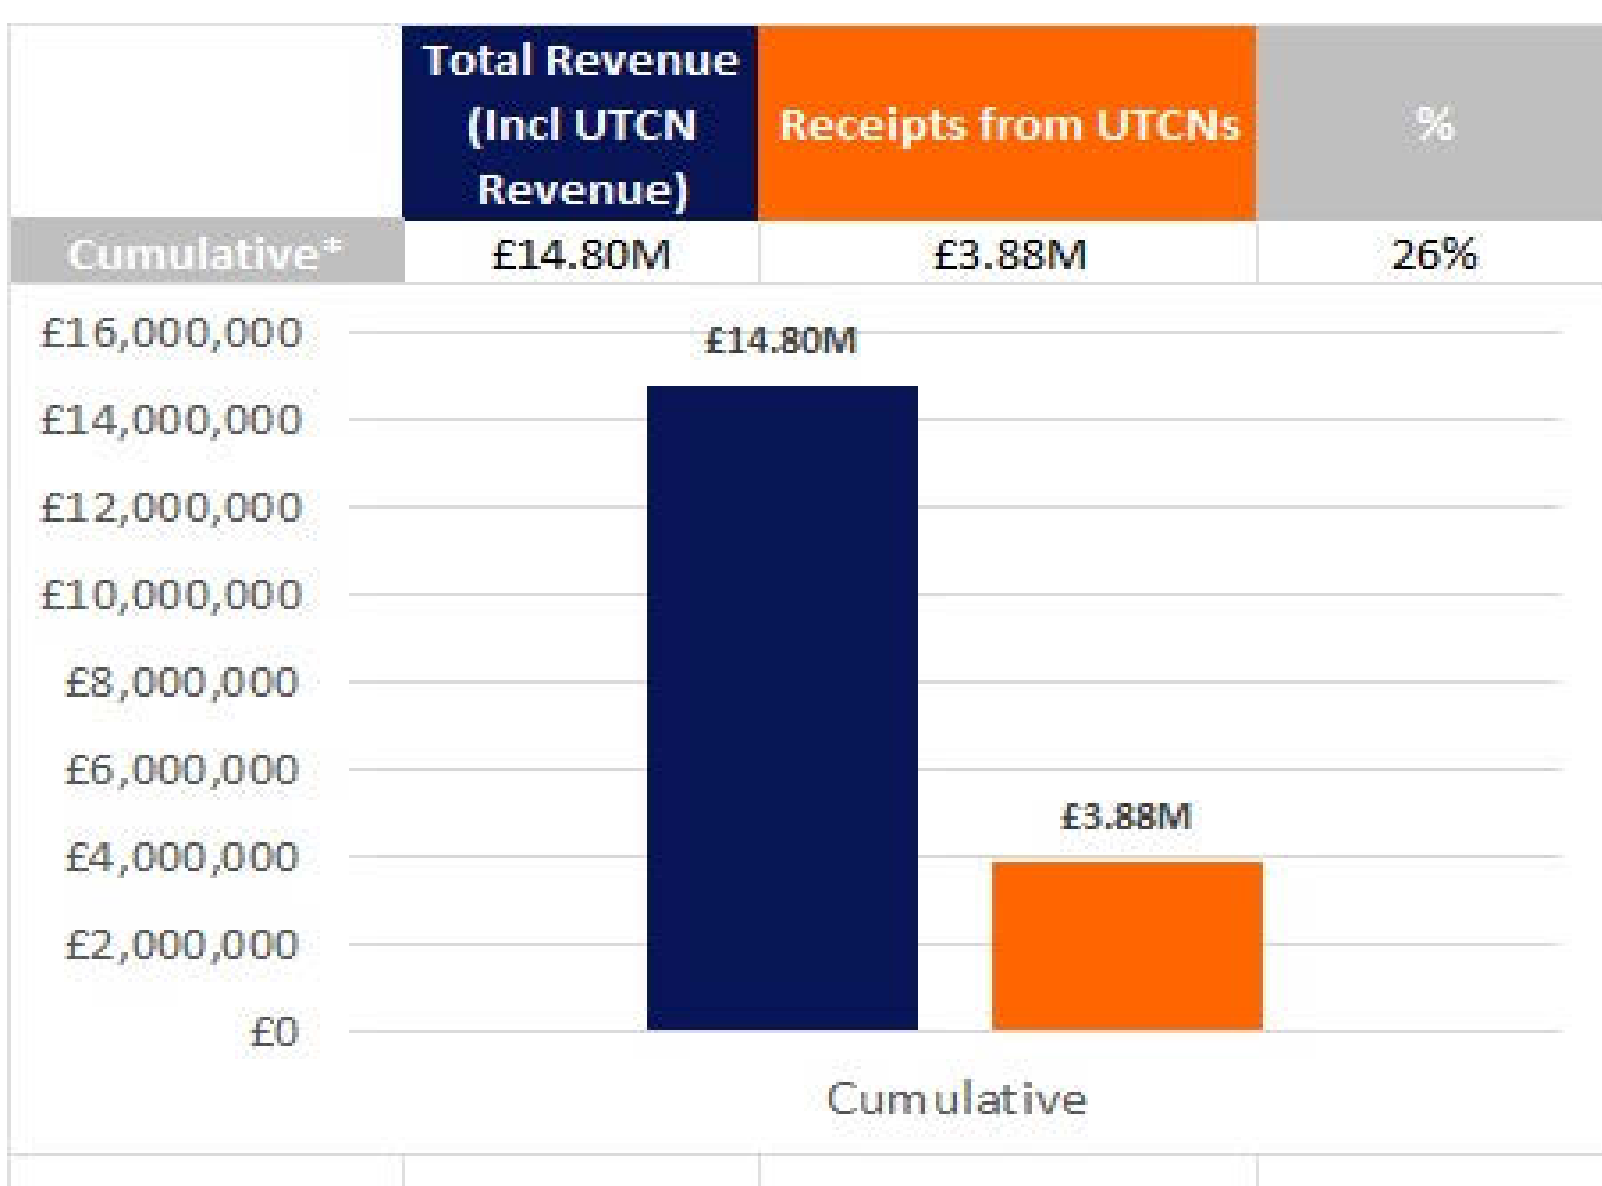 Total Revenue
(Incl UTCN
Revenue)
Receipts from UTCNs
%
Cumulative* £14.80M £3.88M 26%
£16,000,000
£14.80M
£14,000,000
£12,000,000
£10,000,000
£8,000,000
£6,000,000
£3.88M
£4,000,000
£2,000,000
£0
Cumulative